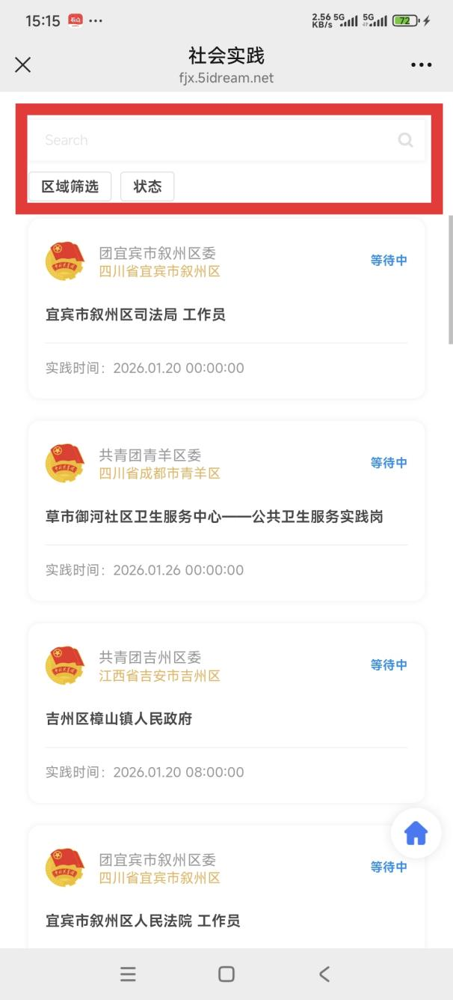 15:15
2.56 KB/s 5G 5G 72
社会实践
fjx.5idream.net
Search
区域筛选 状态
团宜宾市叙州区委
四川省宜宾市叙州区
等待中
宜宾市叙州区司法局 工作员
实践时间：2026.01.20 00:00:00
共青团青羊区委
四川省成都市青羊区
等待中
草市御河社区卫生服务中心——公共卫生服务实践岗
实践时间：2026.01.26 00:00:00
共青团吉州区委
江西省吉安市吉州区
等待中
吉州区樟山镇人民政府
实践时间：2026.01.20 08:00:00
团宜宾市叙州区委
四川省宜宾市叙州区
等待中
宜宾市叙州区人民法院 工作员